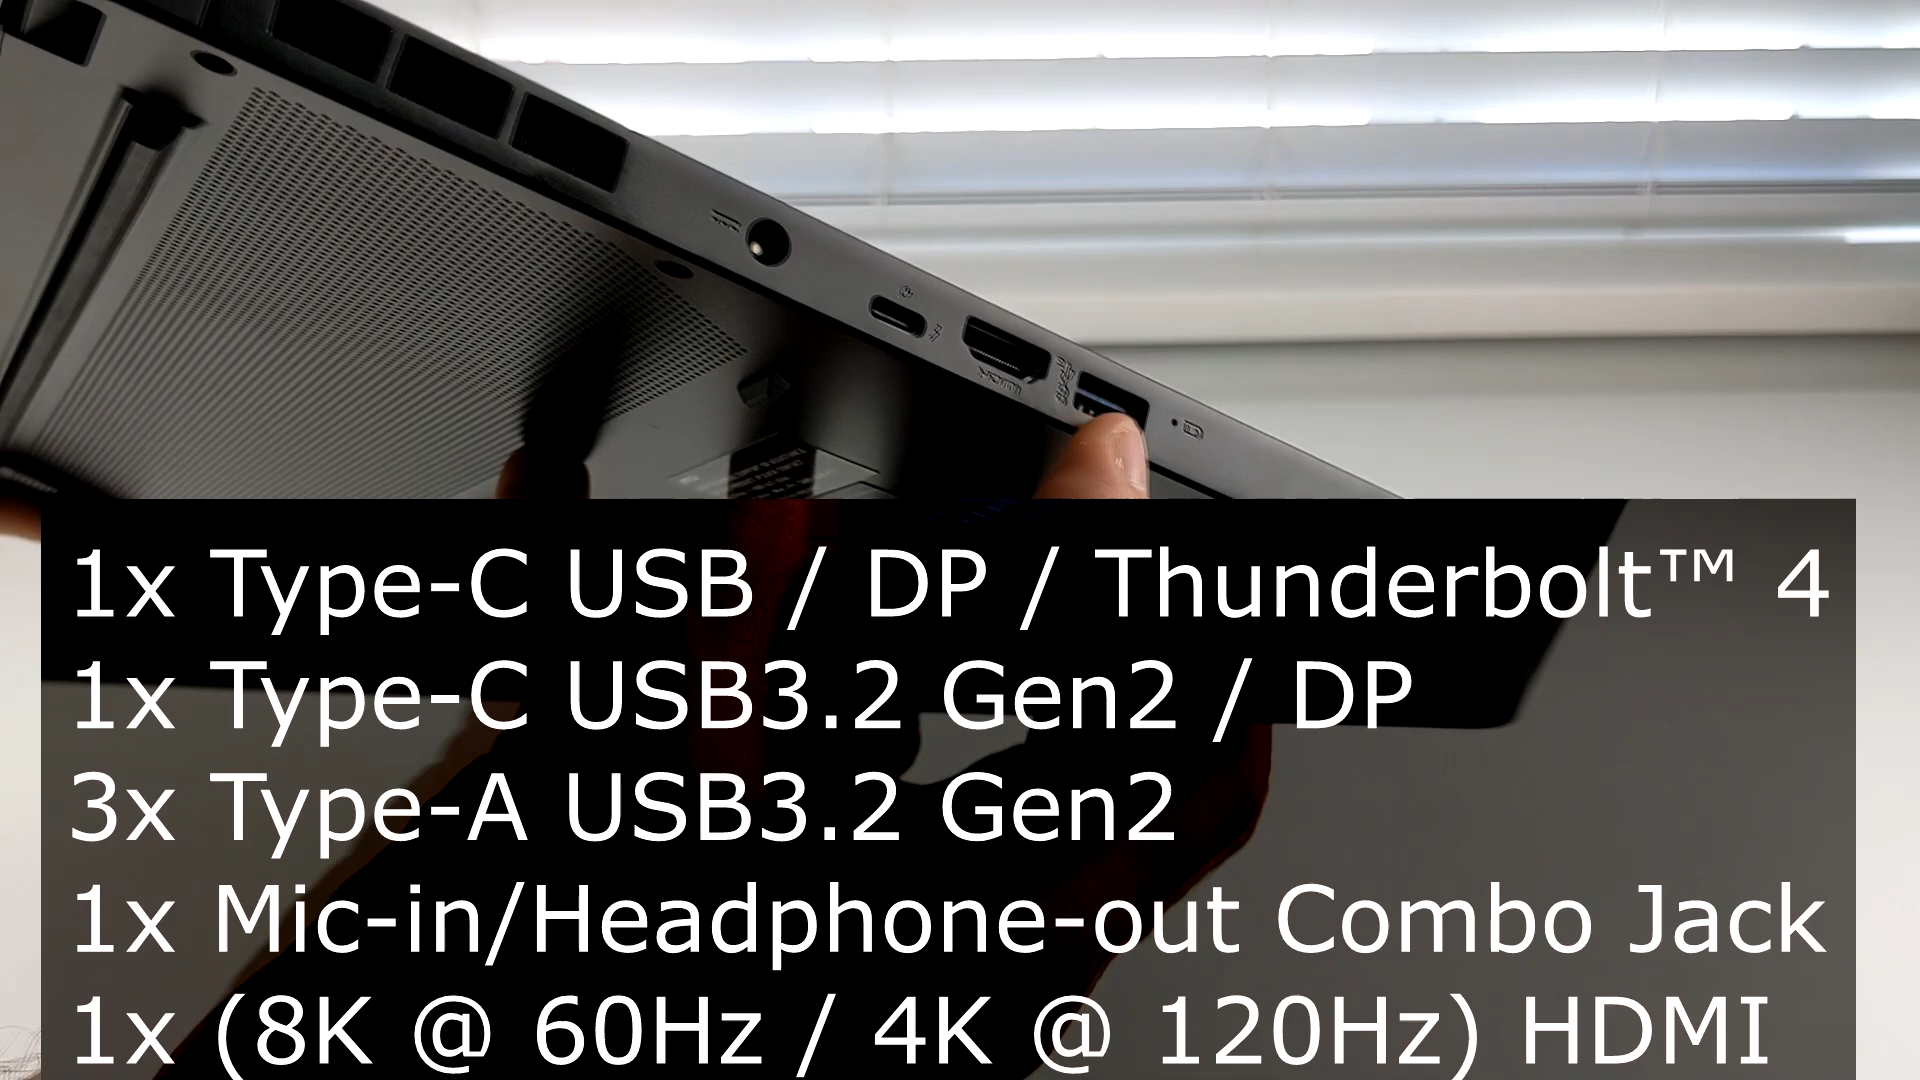 HDMI
1x Type-C USB / DP / Thunderbolt™ 4
1x Type-C USB3.2 Gen2 / DP
3x Type-A USB3.2 Gen2
1x Mic-in/Headphone-out Combo Jack
1x (8K @ 60Hz / 4K @ 120Hz) HDMI